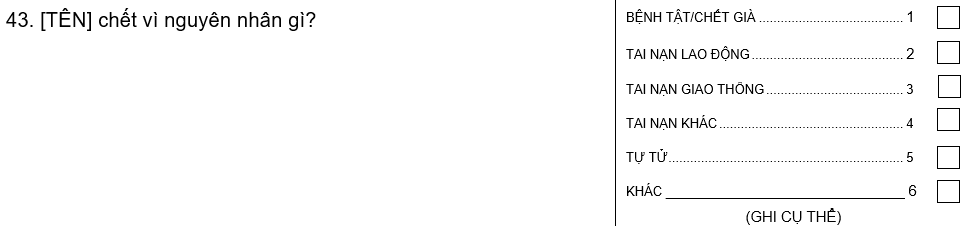 43. [TÊN] chết vì nguyên nhân gì?
BỆNH TẬT/CHẾT GIÀ ........................................ 1
TAI NẠN LAO ĐỘNG .......................................... 2
TAI NẠN GIAO THÔNG ...................................... 3
TAI NẠN KHÁC .................................................. 4
TỰ TỬ ................................................................ 5
KHÁC ________________________________ 6
(GHI CỤ THỂ)